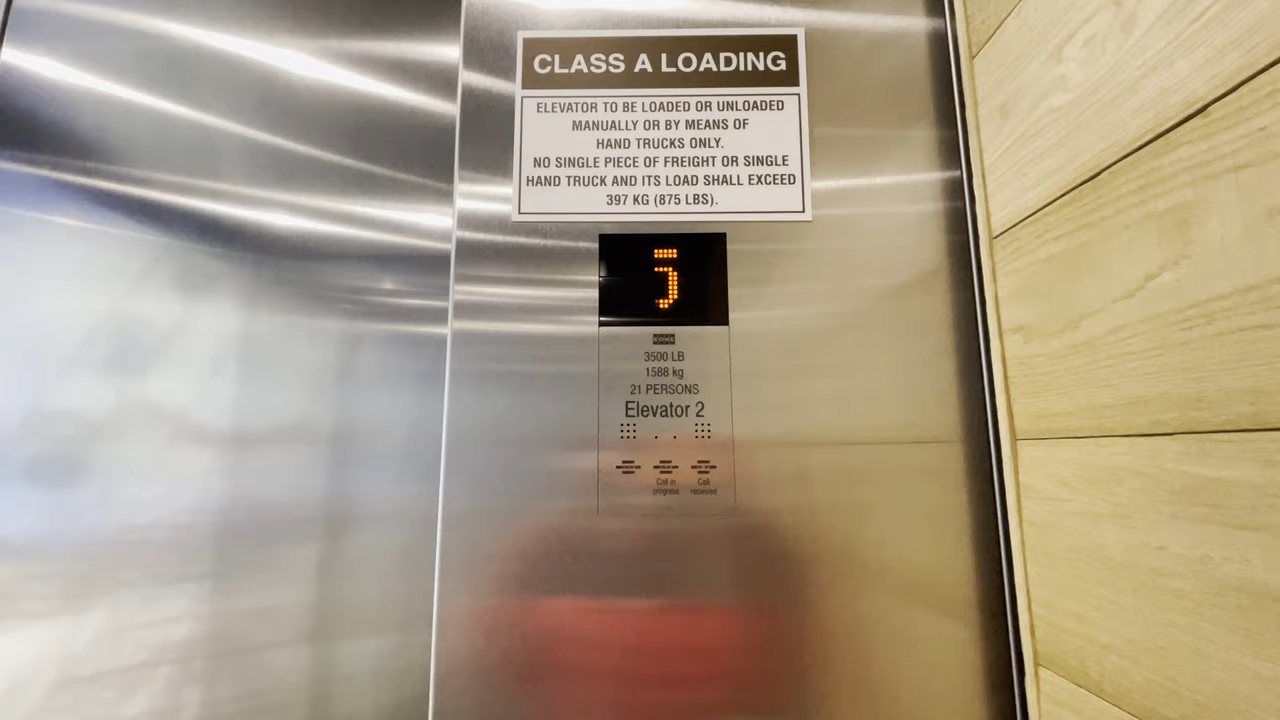 CLASS A LOADING
ELEVATOR TO BE LOADED OR UNLOADED
MANUALLY OR BY MEANS OF
HAND TRUCKS ONLY.
NO SINGLE PIECE OF FREIGHT OR SINGLE
HAND TRUCK AND ITS LOAD SHALL EXCEED
397 KG (875 LBS).
KONE
3500 LB
1588 kg
21 PERSONS
Elevator 2
Call in Call
progress received